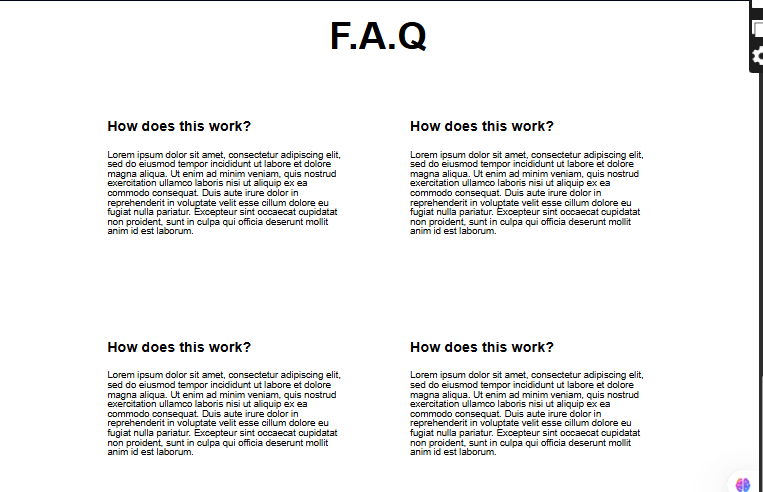 F.A.Q
How does this work?
Lorem ipsum dolor sit amet, consectetur adipiscing elit,
sed do eiusmod tempor incididunt ut labore et dolore
magna aliqua. Ut enim ad minim veniam, quis nostrud
exercitation ullamco laboris nisi ut aliquip ex ea
commodo consequat. Duis aute irure dolor in
reprehenderit in voluptate velit esse cillum dolore eu
fugiat nulla pariatur. Excepteur sint occaecat cupidatat
non proident, sunt in culpa qui officia deserunt mollit
anim id est laborum.
How does this work?
Lorem ipsum dolor sit amet, consectetur adipiscing elit,
sed do eiusmod tempor incididunt ut labore et dolore
magna aliqua. Ut enim ad minim veniam, quis nostrud
exercitation ullamco laboris nisi ut aliquip ex ea
commodo consequat. Duis aute irure dolor in
reprehenderit in voluptate velit esse cillum dolore eu
fugiat nulla pariatur. Excepteur sint occaecat cupidatat
non proident, sunt in culpa qui officia deserunt mollit
anim id est laborum.
How does this work?
Lorem ipsum dolor sit amet, consectetur adipiscing elit,
sed do eiusmod tempor incididunt ut labore et dolore
magna aliqua. Ut enim ad minim veniam, quis nostrud
exercitation ullamco laboris nisi ut aliquip ex ea
commodo consequat. Duis aute irure dolor in
reprehenderit in voluptate velit esse cillum dolore eu
fugiat nulla pariatur. Excepteur sint occaecat cupidatat
non proident, sunt in culpa qui officia deserunt mollit
anim id est laborum.
How does this work?
Lorem ipsum dolor sit amet, consectetur adipiscing elit,
sed do eiusmod tempor incididunt ut labore et dolore
magna aliqua. Ut enim ad minim veniam, quis nostrud
exercitation ullamco laboris nisi ut aliquip ex ea
commodo consequat. Duis aute irure dolor in
reprehenderit in voluptate velit esse cillum dolore eu
fugiat nulla pariatur. Excepteur sint occaecat cupidatat
non proident, sunt in culpa qui officia deserunt mollit
anim id est laborum.